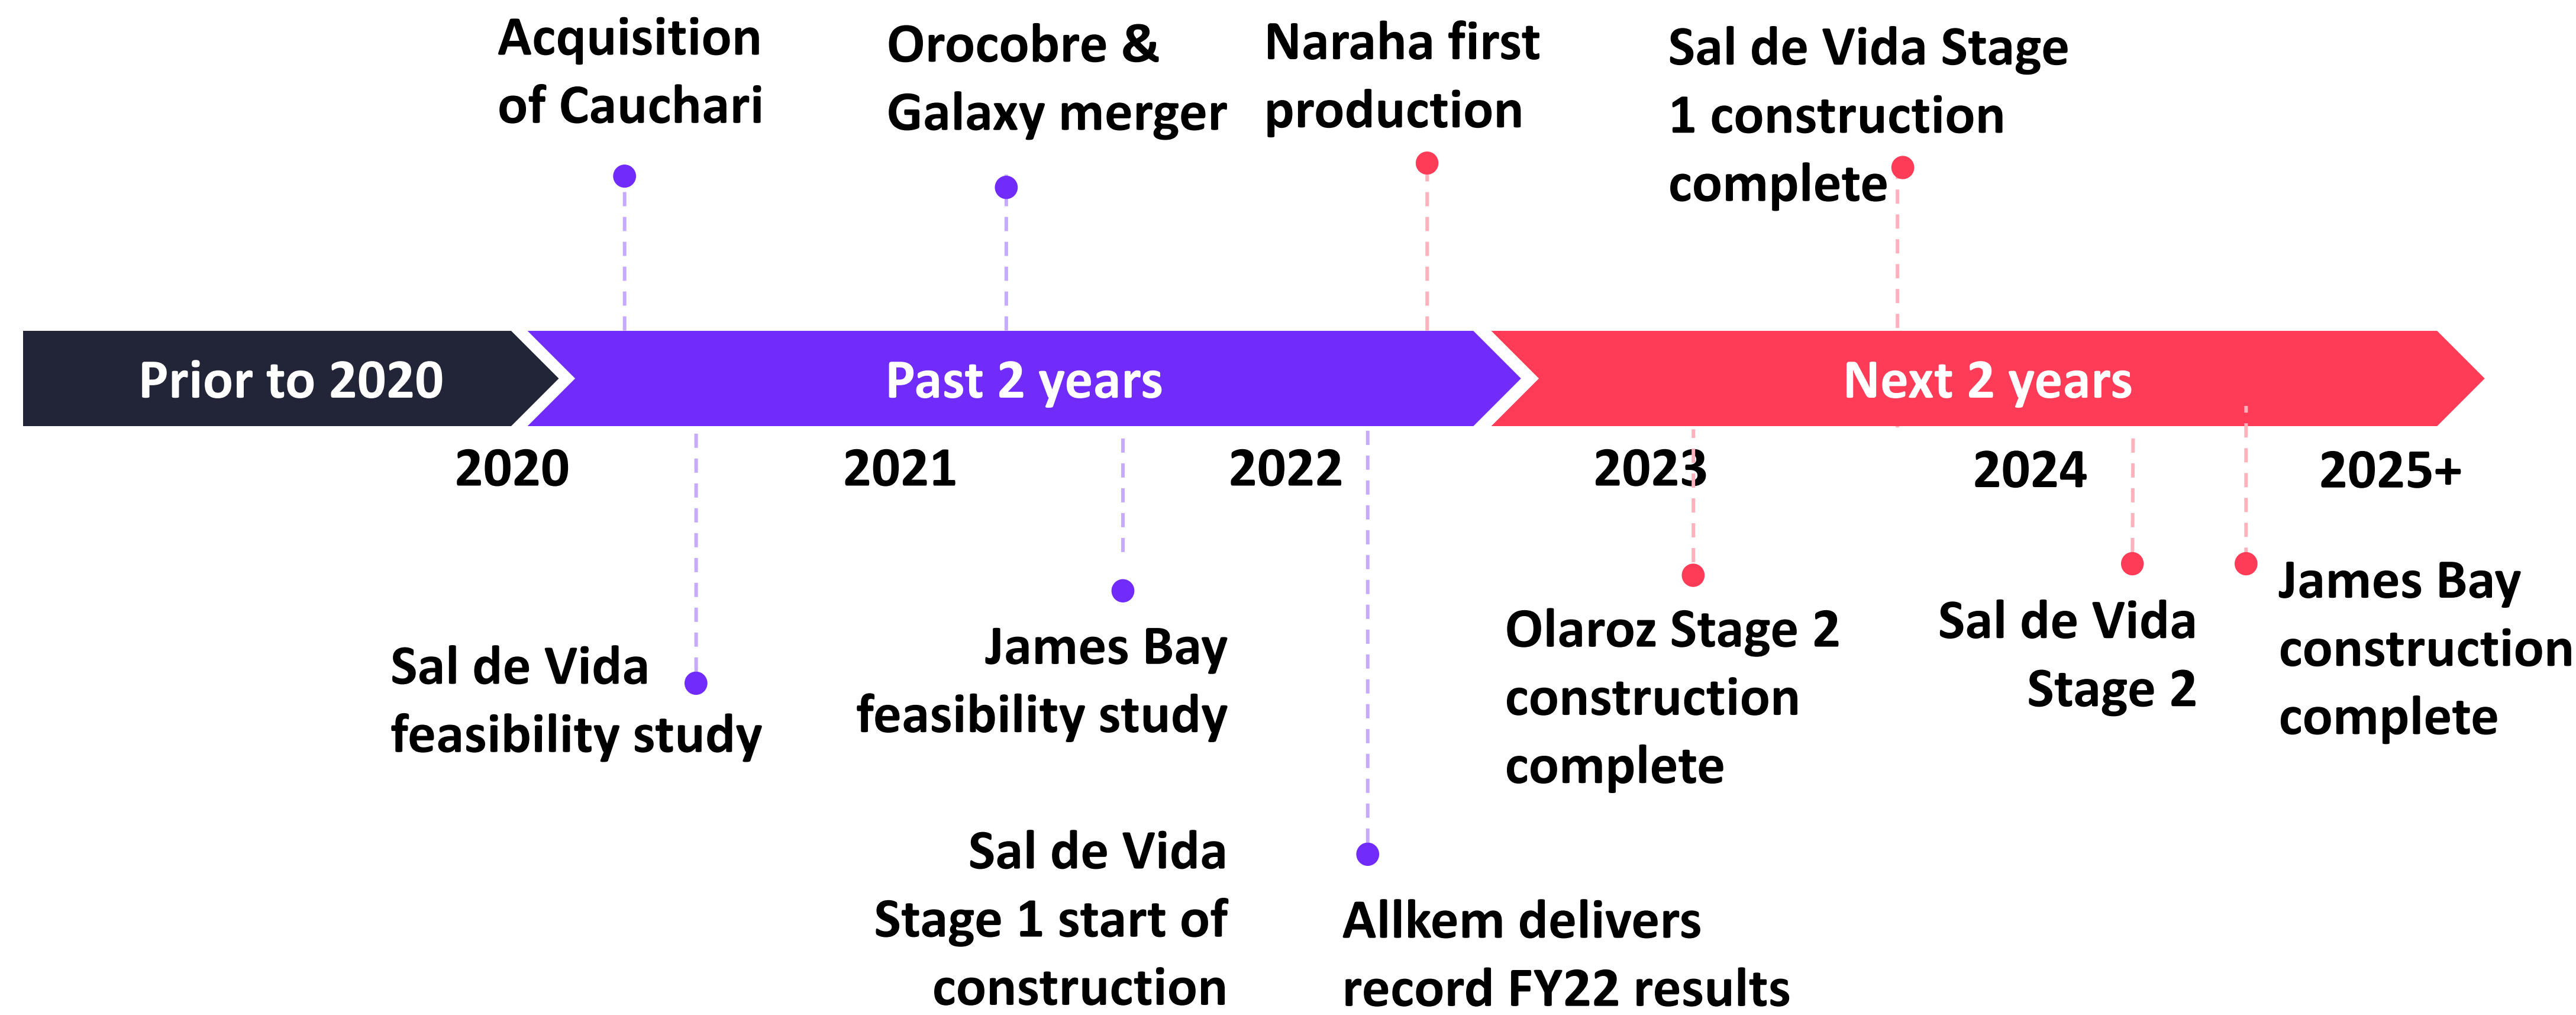 Acquisition
of Cauchari
Orocobre &
Galaxy merger
Naraha first
production
Sal de Vida Stage
1 construction
complete
Prior to 2020
Past 2 years
Next 2 years
2020
2021
2022
2023
2024
2025+
Sal de Vida
feasibility study
James Bay
feasibility study
Sal de Vida
Stage 1 start of
construction
Allkem delivers
record FY22 results
Olaroz Stage 2
construction
complete
Sal de Vida
Stage 2
James Bay
construction
complete